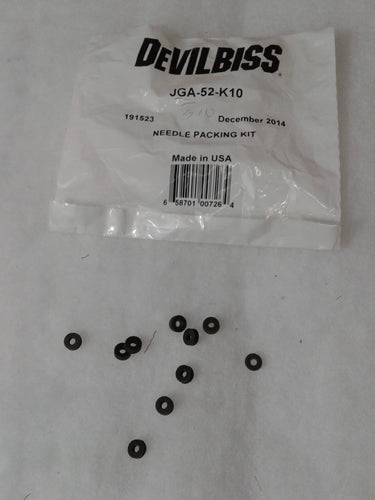 DEVILBISS
JGA-52-K10
191523 December 2014
NEEDLE PACKING KIT
Made in USA
6 58701 00726 4